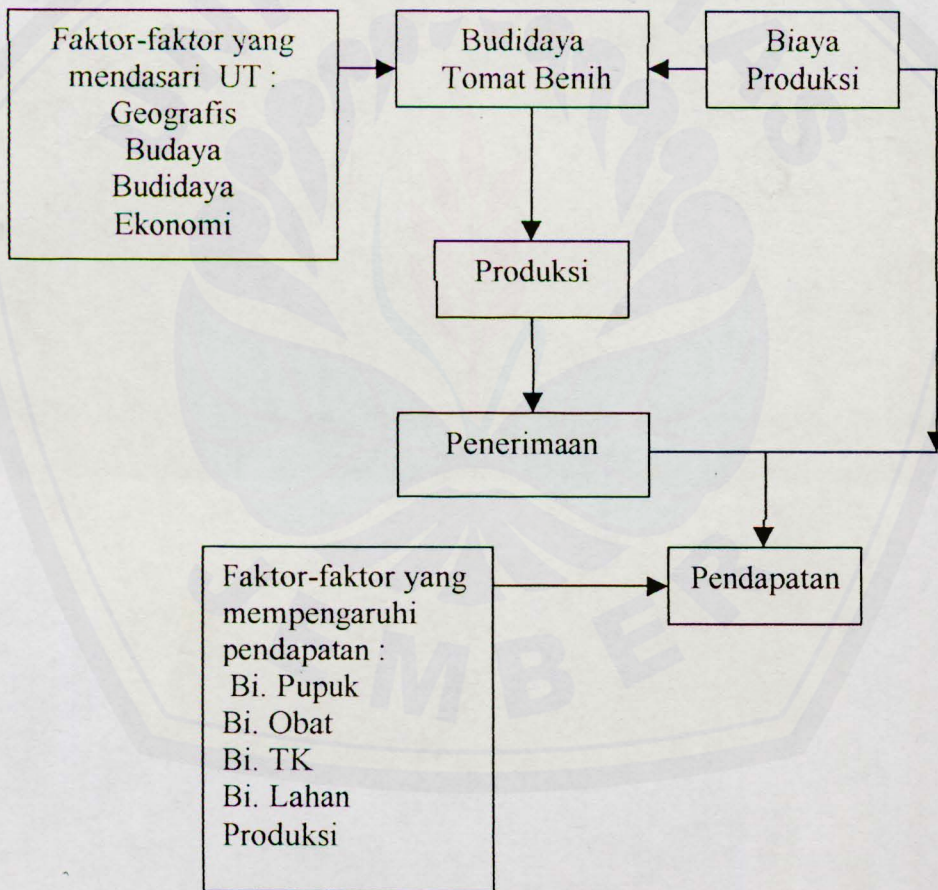 Faktor-faktor yang
mendasari UT :
Geografis
Budaya
Budidaya
Ekonomi
Budidaya
Tomat Benih
Biaya
Produksi
Produksi
Penerimaan
Pendapatan
Faktor-faktor yang
mempengaruhi
pendapatan :
Bi. Pupuk
Bi. Obat
Bi. TK
Bi. Lahan
Produksi
JEMBER